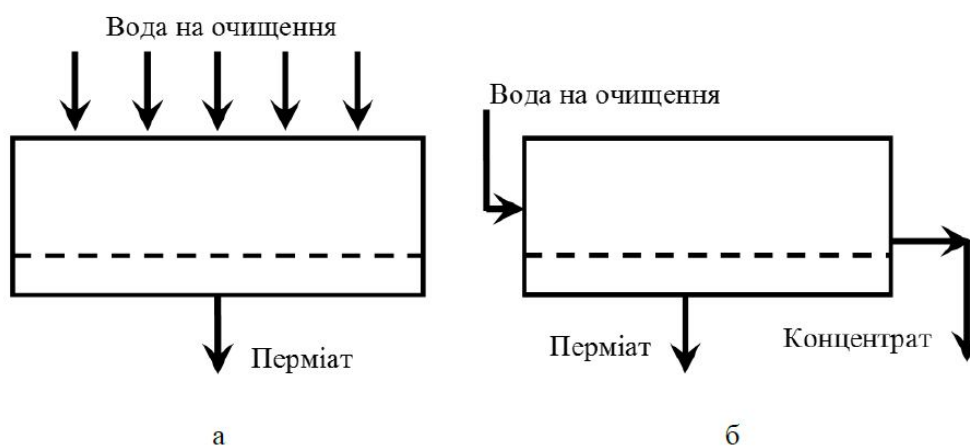 Вода на очищення
Перміат
а
Вода на очищення
Перміат
Концентрат
б